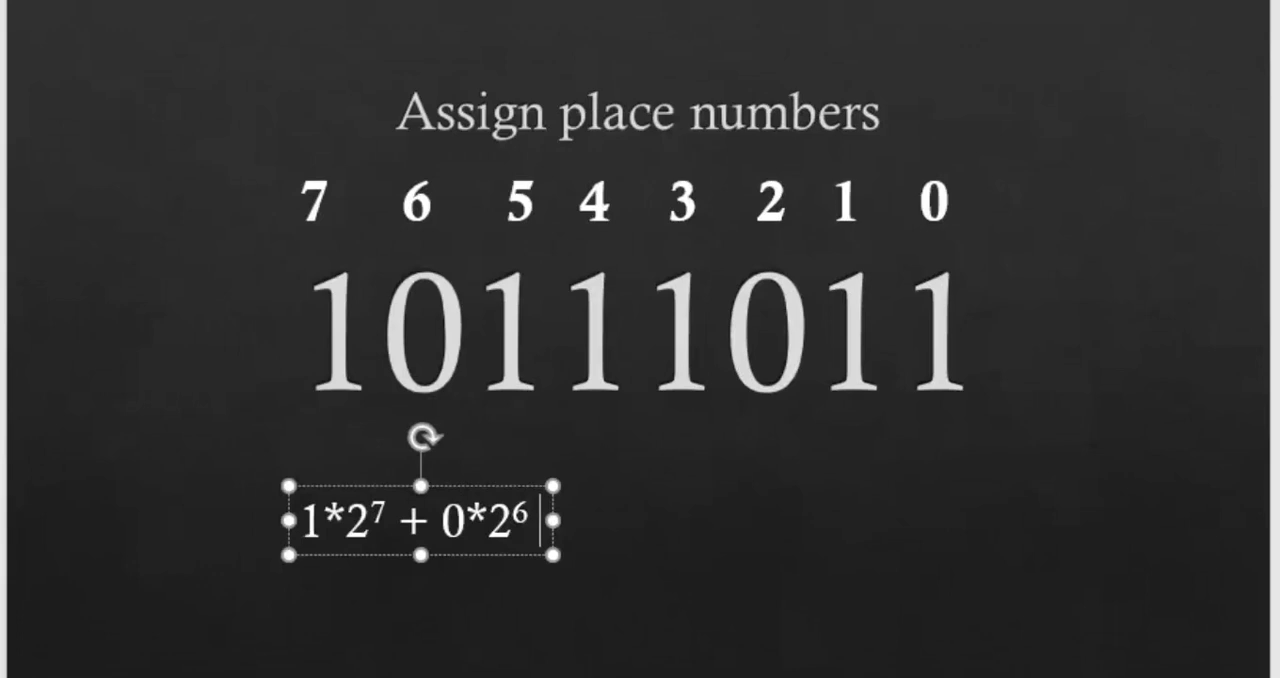 Assign place numbers
7 6 5 4 3 2 1 0
10111011
1*2⁷ + 0*2⁶